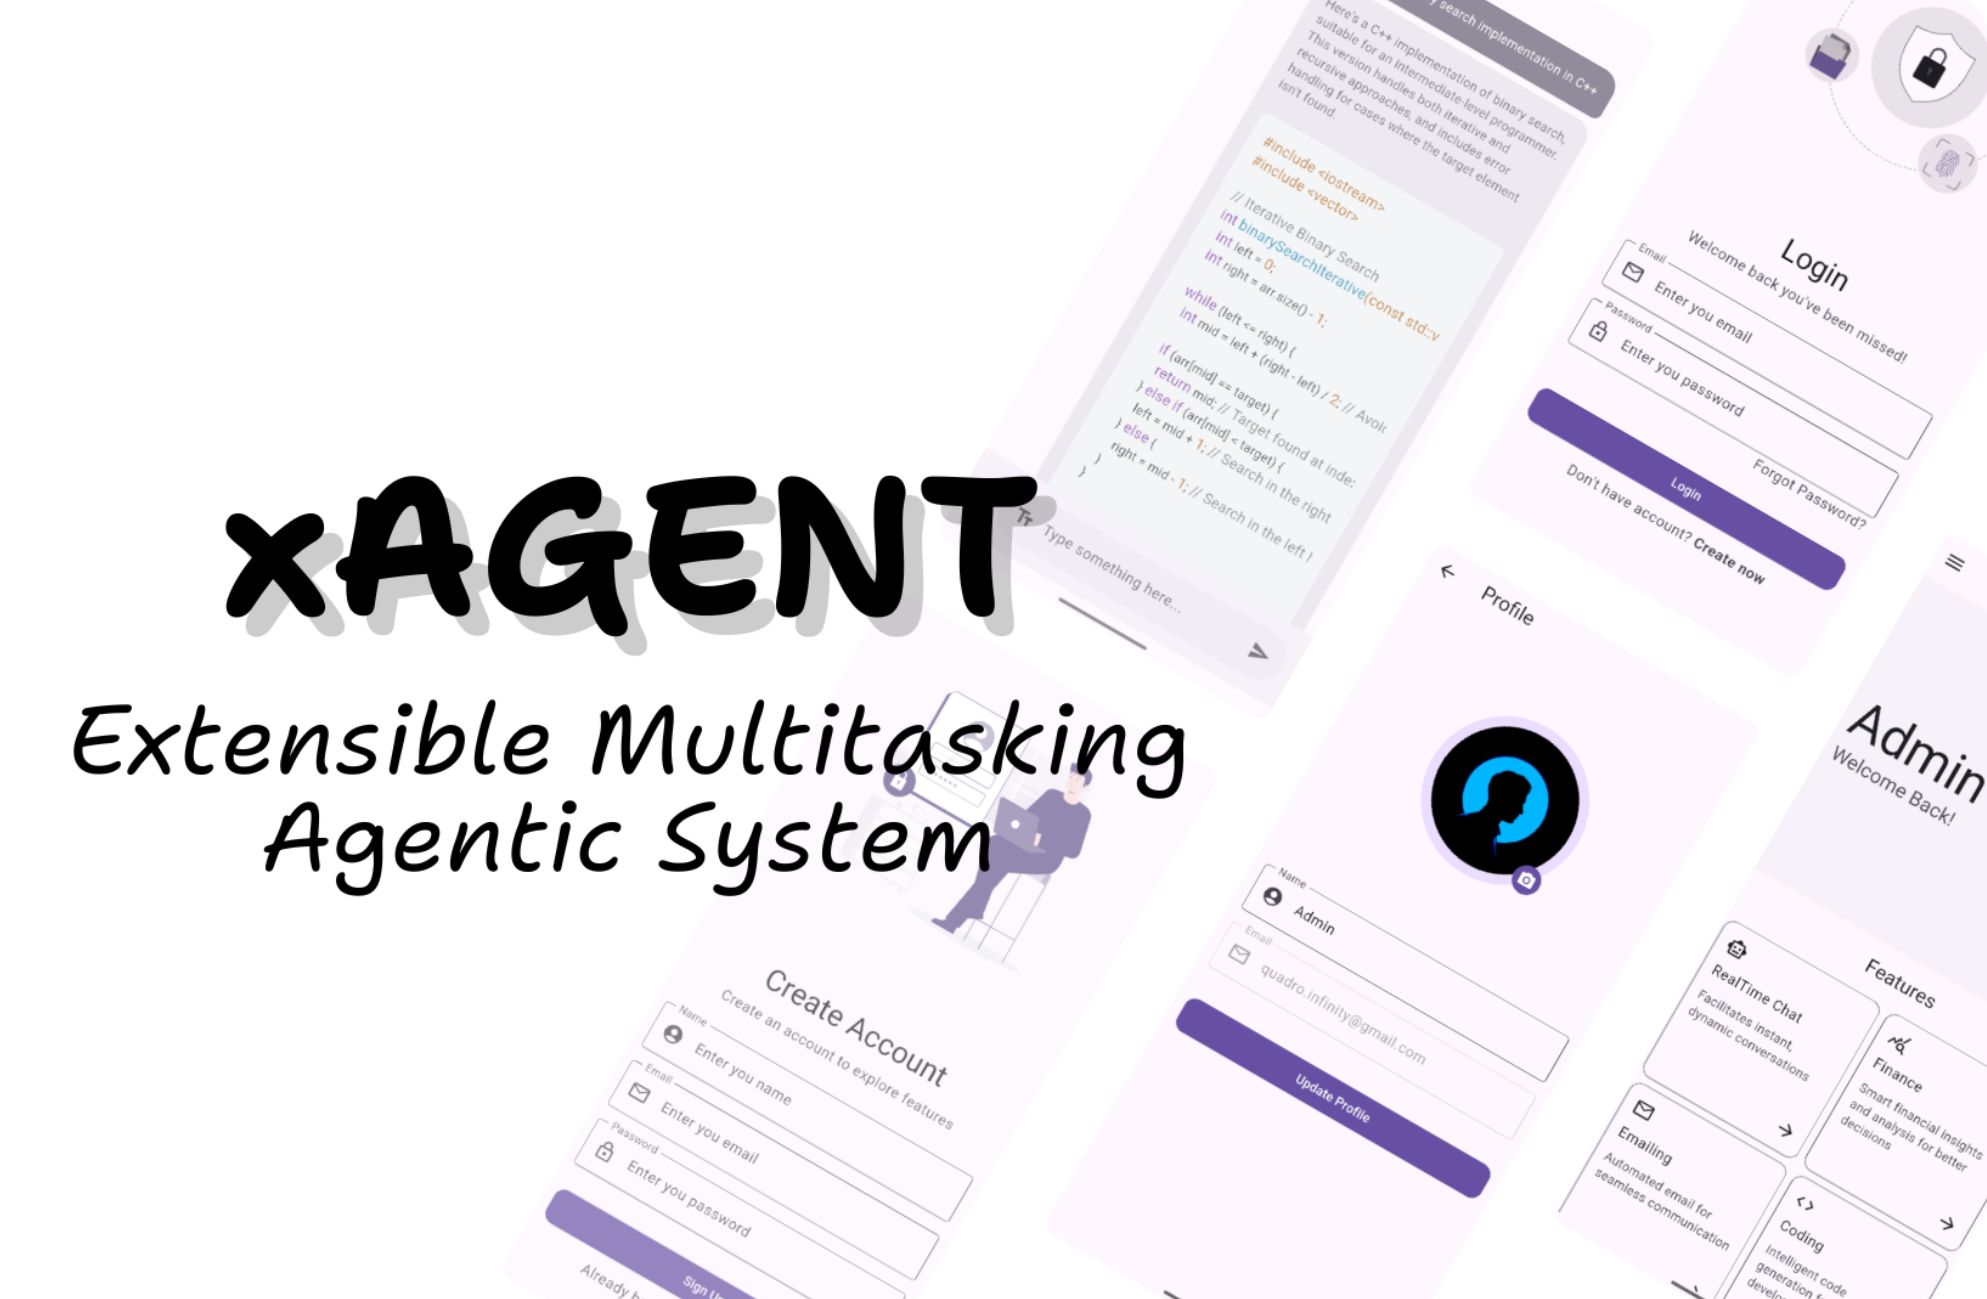 xAGENT
Extensible Multitasking
Agentic System
search implementation in C++
Here's a C++ implementation of binary search,
suitable for an intermediate-level programmer.
This version handles both iterative and
recursive approaches, and includes error
handling for cases where the target element
isn't found.
#include <iostream>
#include <vector>
// Iterative Binary Search
int binarySearchIterative(const std::v
int left = 0;
int right = arr.size() - 1;
while (left <= right) {
int mid = left + (right - left) / 2; //
if (arr[mid] == target) {
return mid; // Target found at inde:
} else if (arr[mid] < target) {
left = mid + 1; // Search in the right
} else {
right = mid - 1; // Search in the left
}
}
Type something here...
Login
Welcome back you've been missed!
Email
Enter you email
Password
Enter you password
Forgot Password?
Login
Don't have account? Create now
Create Account
Create an account to explore features
Name
Enter you name
Email
Enter you email
Password
Enter you password
Sign
Already
Profile
Name
Admin
Email
quadro.infinity@gmail.com
Update Profile
Admin
Welcome Back!
Features
RealTime Chat
Facilitates instant,
dynamic conversations
Finance
Smart financial insights
and analysis for better
decisions
Emailing
Automated email for
seamless communication
Coding
Intelligent code
generation